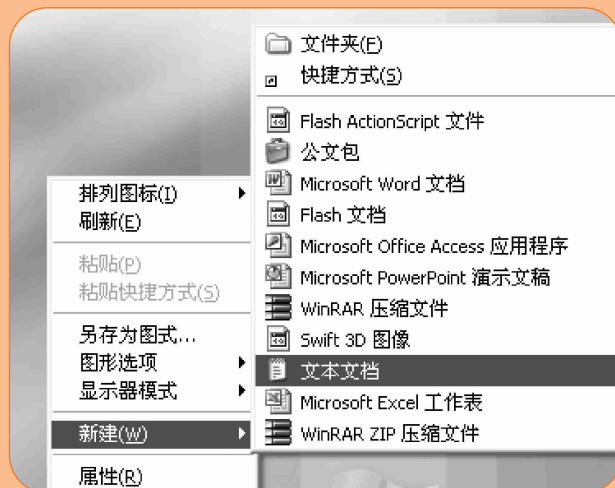 排列图标(I)
刷新(E)
粘贴(P)
粘贴快捷方式(S)
另存为图式...
图形选项
显示器模式
新建(W)
属性(R)
文件夹(F)
快捷方式(S)
Flash ActionScript 文件
公文包
Microsoft Word 文档
Flash 文档
Microsoft Office Access 应用程序
Microsoft PowerPoint 演示文稿
WinRAR 压缩文件
Swift 3D 图像
文本文档
Microsoft Excel 工作表
WinRAR ZIP 压缩文件